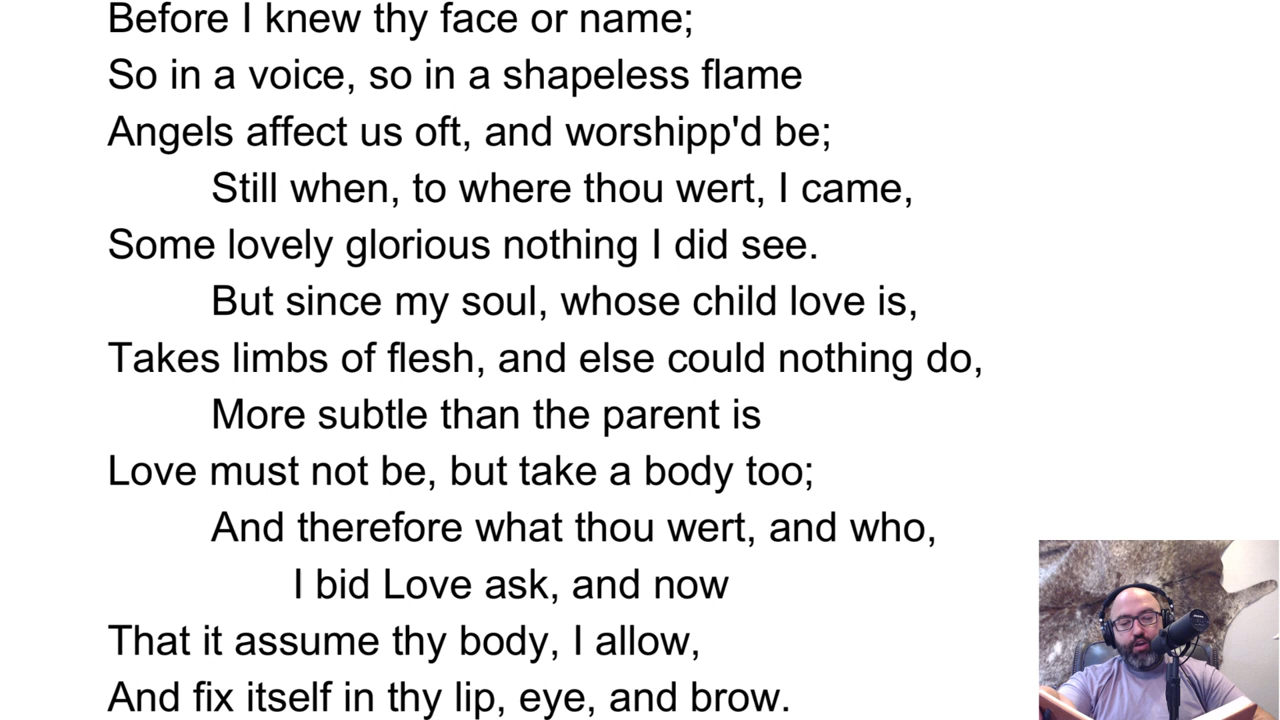 Before I knew thy face or name;
So in a voice, so in a shapeless flame
Angels affect us oft, and worshipp'd be;
Still when, to where thou wert, I came,
Some lovely glorious nothing I did see.
But since my soul, whose child love is,
Takes limbs of flesh, and else could nothing do,
More subtle than the parent is
Love must not be, but take a body too;
And therefore what thou wert, and who,
I bid Love ask, and now
That it assume thy body, I allow,
And fix itself in thy lip, eye, and brow.